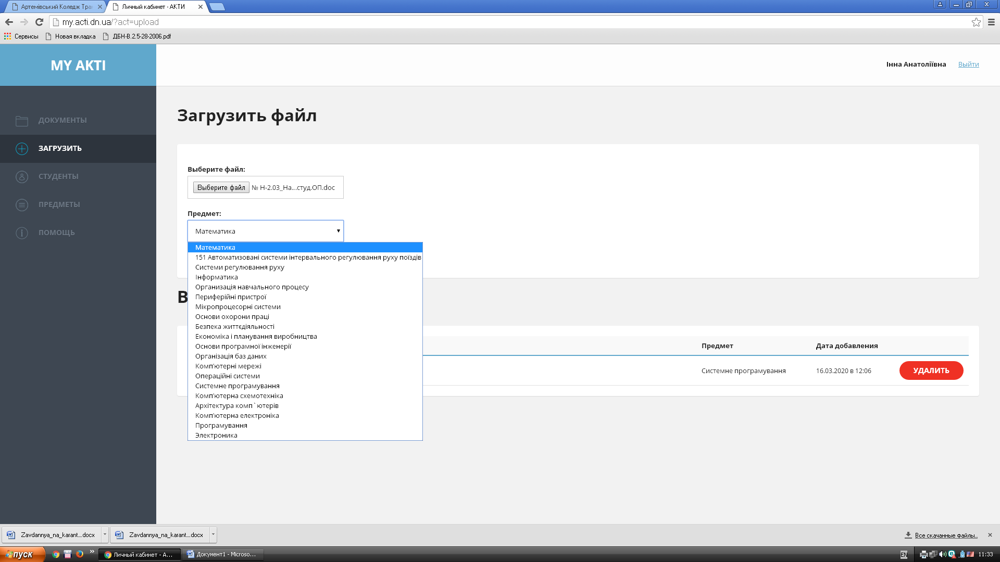 Артемівський Коледж Тран
Личный кабинет - АКТИ
my.acti.dn.ua/?act=upload
Сервисы
Новая вкладка
ДБН-В.2.5-28-2006.pdf
MY AKTI
Інна Анатоліївна
Выйти
ДОКУМЕНТЫ
ЗАГРУЗИТЬ
СТУДЕНТЫ
ПРЕДМЕТЫ
ПОМОЩЬ
Загрузить файл
Выберите файл:
Выберите файл № Н-2.03_На...студ.ОП.doc
Предмет:
Математика
Математика
151 Автоматизовані системи інтервального регулювання руху поїздів
Системи регулювання руху
Інформатика
Организація навчального процесу
Периферійні пристрої
Мікропроцесорні системи
Основи охорони праці
Безпека життєдіяльності
Економіка і планування виробництва
Основи програмної інженерії
Організація баз даних
Комп’ютерні мережі
Операційні системи
Системне програмування
Комп’ютерна схемотехніка
Архітектура комп`ютерів
Комп’ютерна електроніка
Програмування
Электроника
В
Предмет
Дата добавления
Системне програмування
16.03.2020 в 12:06
УДАЛИТЬ
Zavdannya_na_karant....docx
Zavdannya_na_karant....docx
Все скачанные файлы...
пуск
Личный кабинет - А...
Документ1 - Microso...
EN
11:33